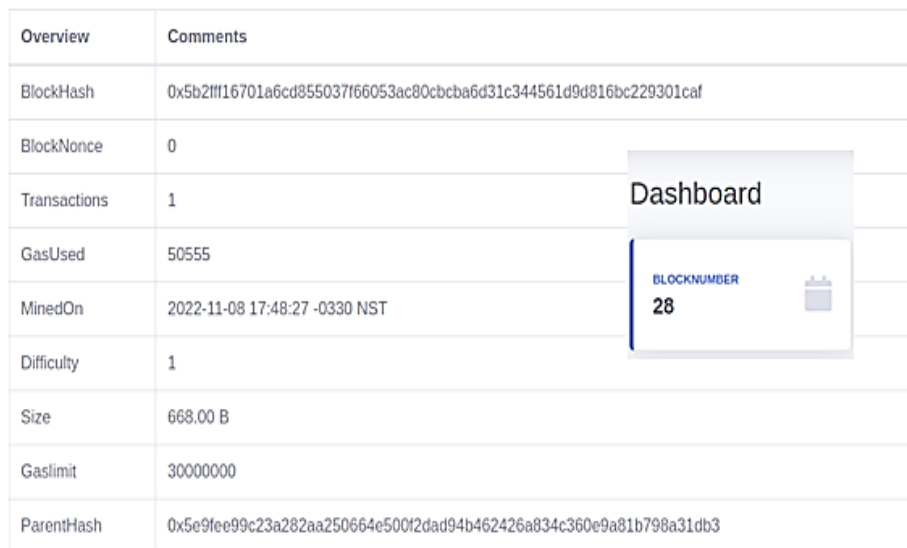 Overview Comments
BlockHash 0x5b2fff16701a6cd855037f66053ac80cbcba6d31c344561d9d816bc229301caf
BlockNonce 0
Transactions 1
GasUsed 50555
MinedOn 2022-11-08 17:48:27 -0330 NST
Difficulty 1
Size 668.00 B
Gaslimit 30000000
ParentHash 0x5e9fee99c23a282aa250664e500f2dad94b462426a834c360e9a81b798a31db3
Dashboard
BLOCKNUMBER
28